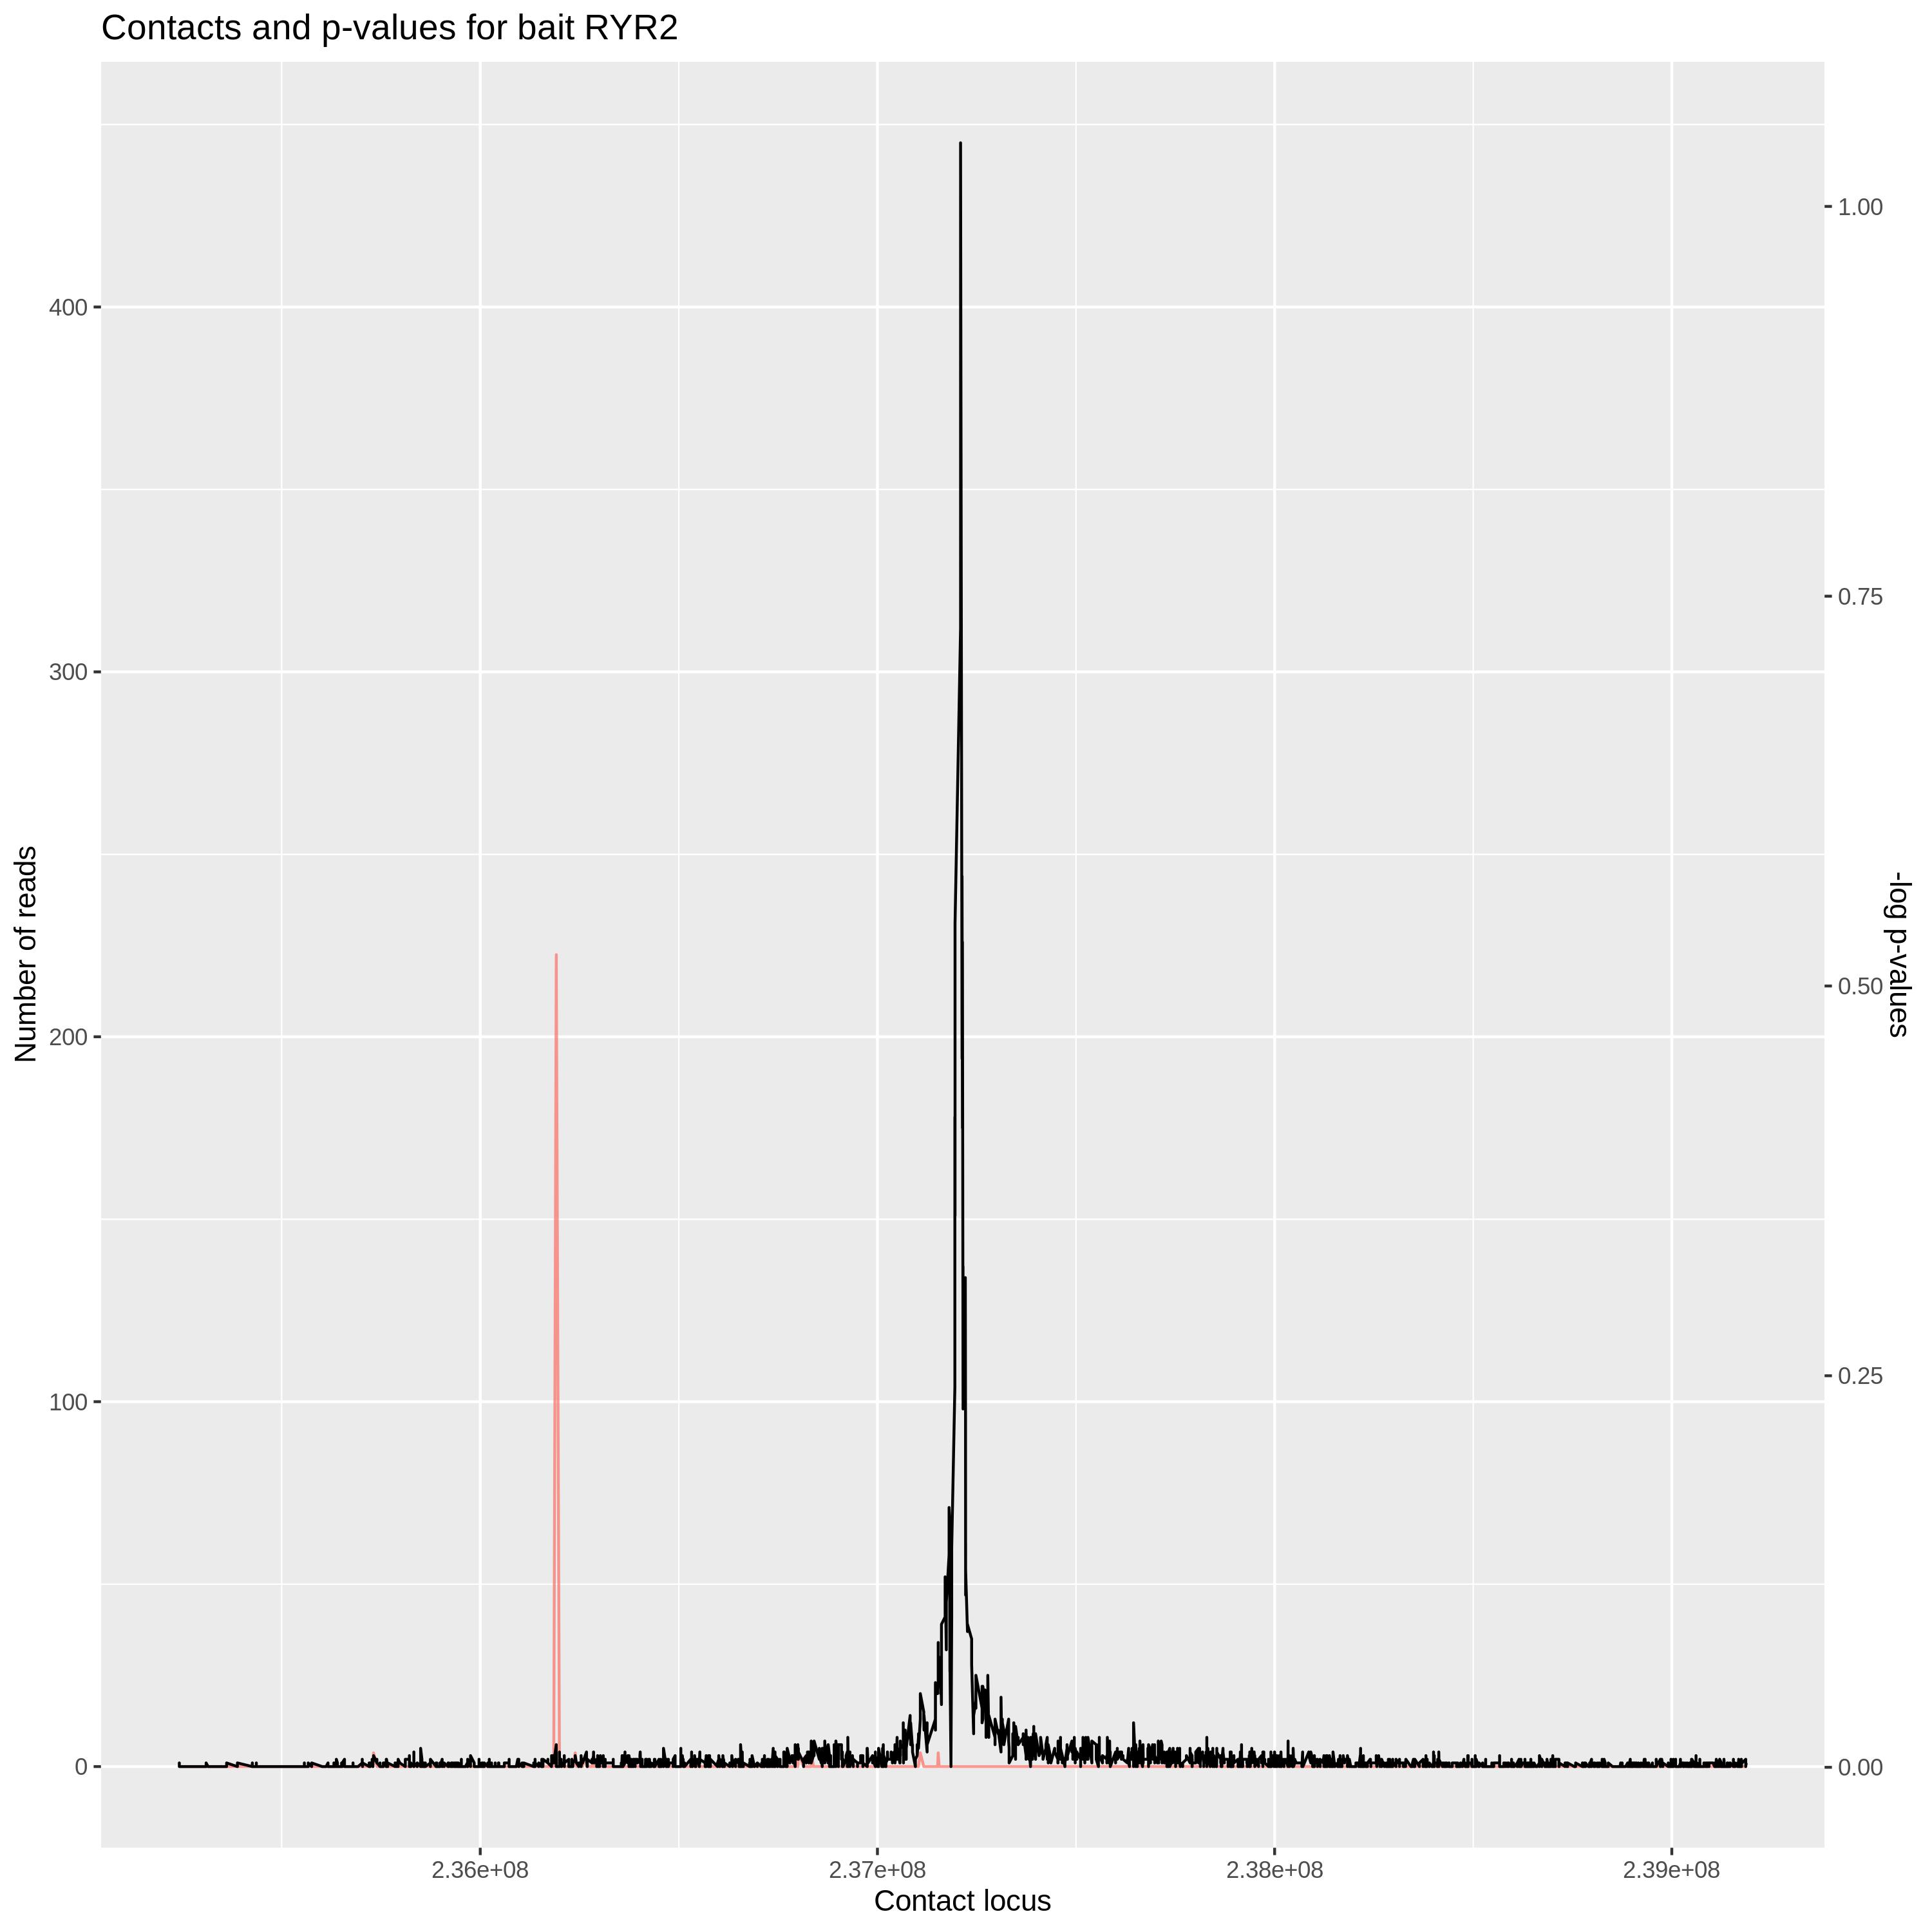 Contacts and p-values for bait RYR2
Number of reads
400
300
200
100
0
1.00
0.75
0.50
0.25
0.00
-log p-values
2.36e+08 2.37e+08 2.38e+08 2.39e+08
Contact locus